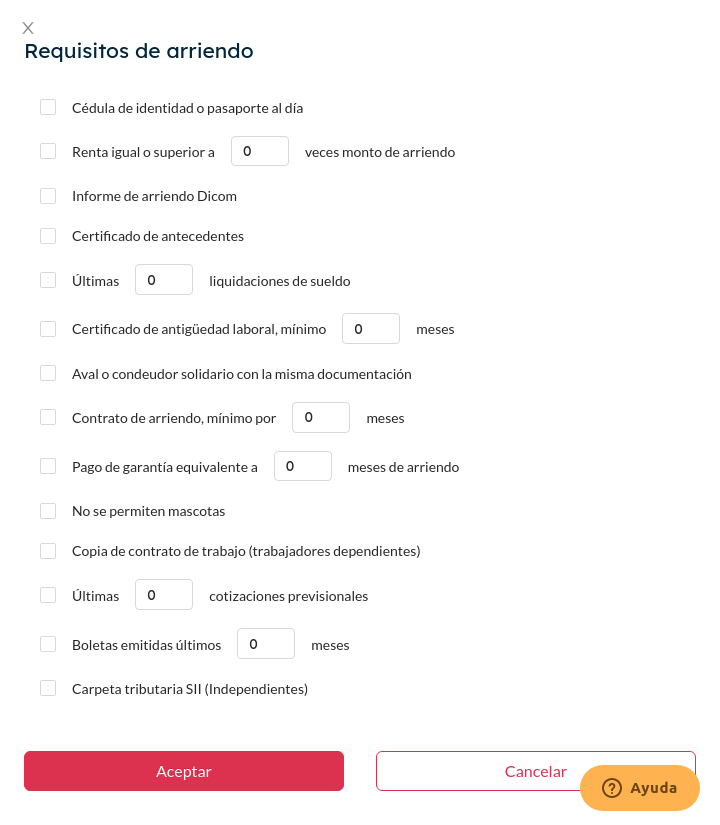 X
Requisitos de arriendo
Cédula de identidad o pasaporte al día
Renta igual o superior a 0 veces monto de arriendo
Informe de arriendo Dicom
Certificado de antecedentes
Últimas 0 liquidaciones de sueldo
Certificado de antigüedad laboral, mínimo 0 meses
Aval o condeudor solidario con la misma documentación
Contrato de arriendo, mínimo por 0 meses
Pago de garantía equivalente a 0 meses de arriendo
No se permiten mascotas
Copia de contrato de trabajo (trabajadores dependientes)
Últimas 0 cotizaciones previsionales
Boletas emitidas últimos 0 meses
Carpeta tributaria SII (Independientes)
Aceptar Cancelar
? Ayuda